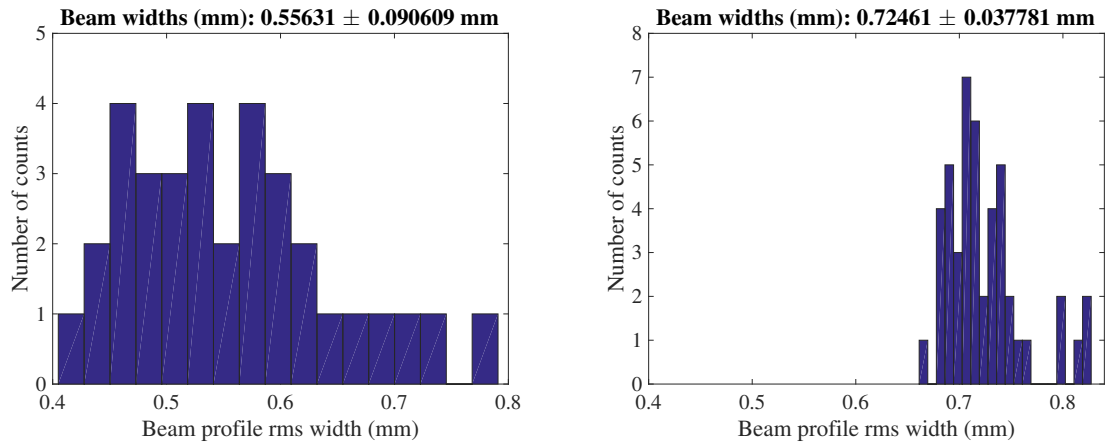 Beam widths (mm): 0.55631 ± 0.090609 mm
5
4
3
2
1
0
Number of counts
0.4 0.5 0.6 0.7 0.8
Beam profile rms width (mm)
Beam widths (mm): 0.72461 ± 0.037781 mm
8
7
6
5
4
3
2
1
0
Number of counts
0.4 0.5 0.6 0.7 0.8
Beam profile rms width (mm)